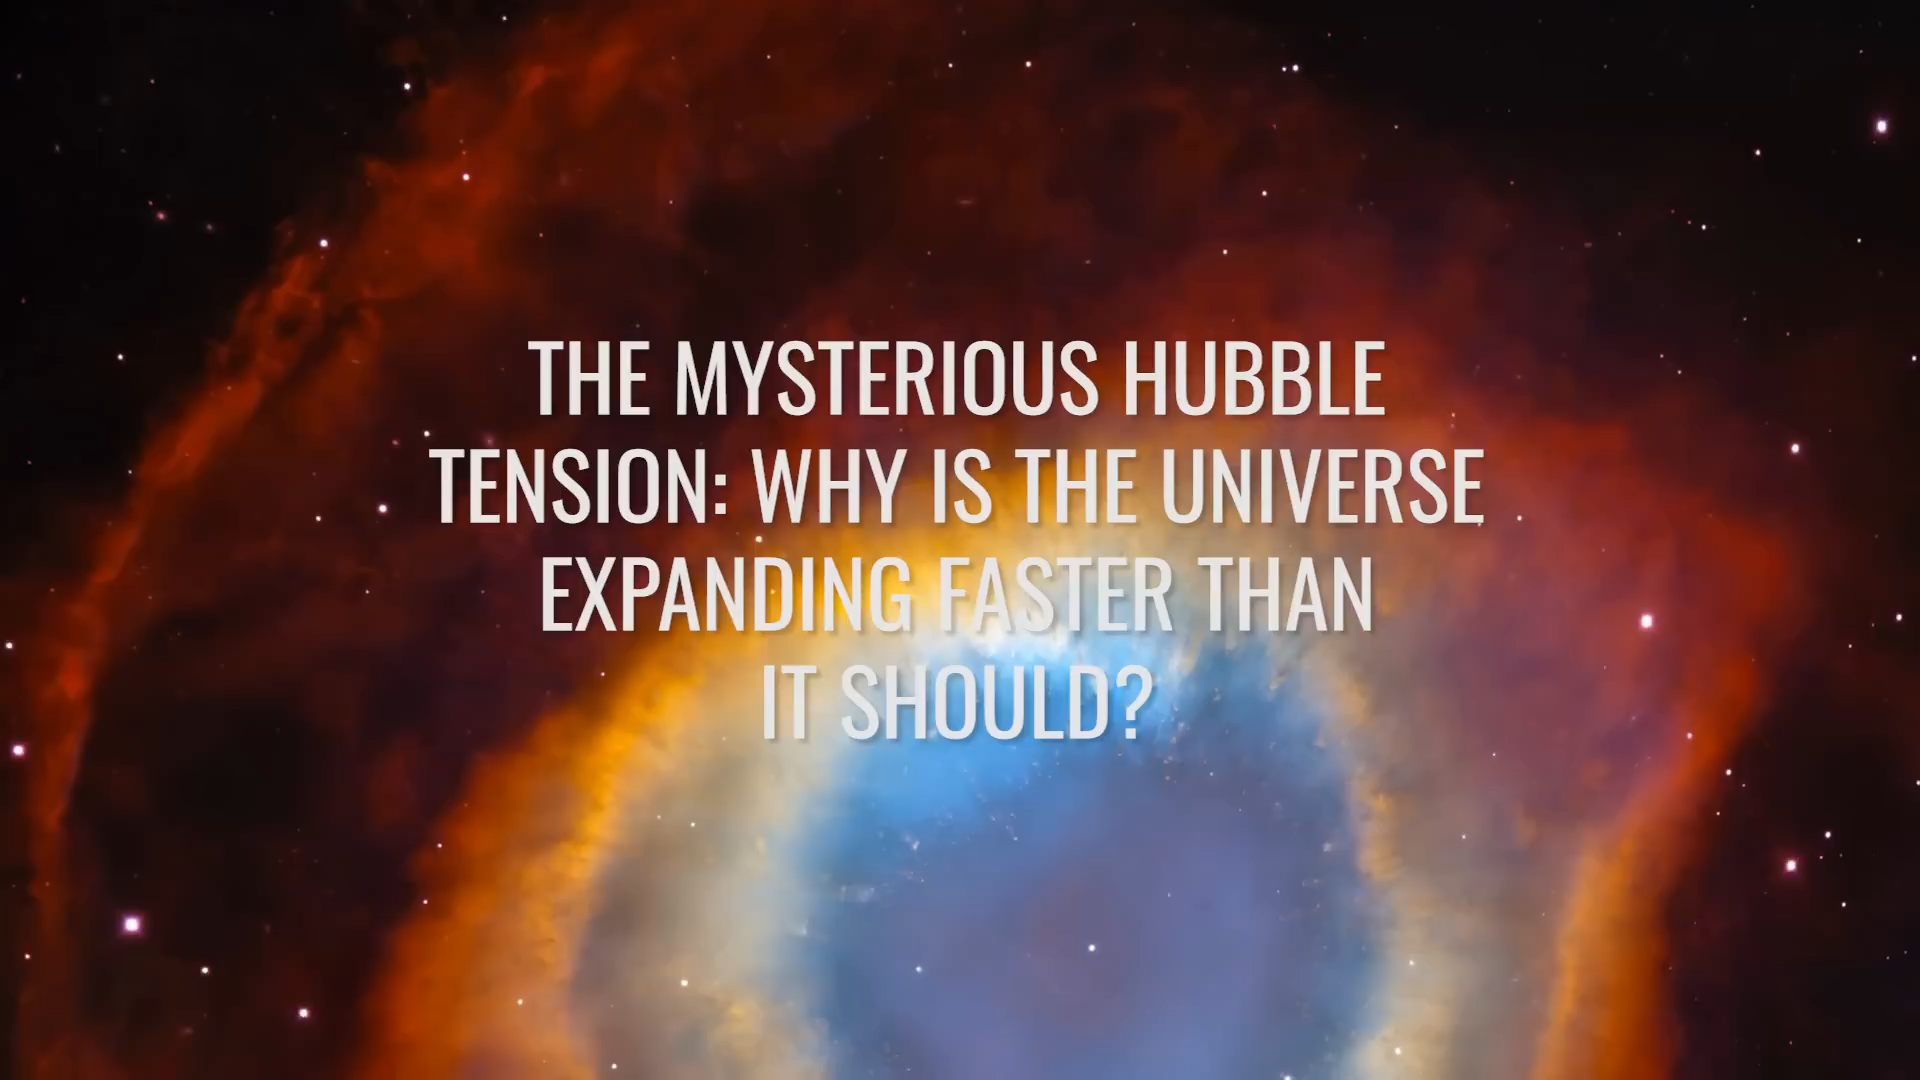 THE MYSTERIOUS HUBBLE
TENSION: WHY IS THE UNIVERSE
EXPANDING FASTER THAN
IT SHOULD?